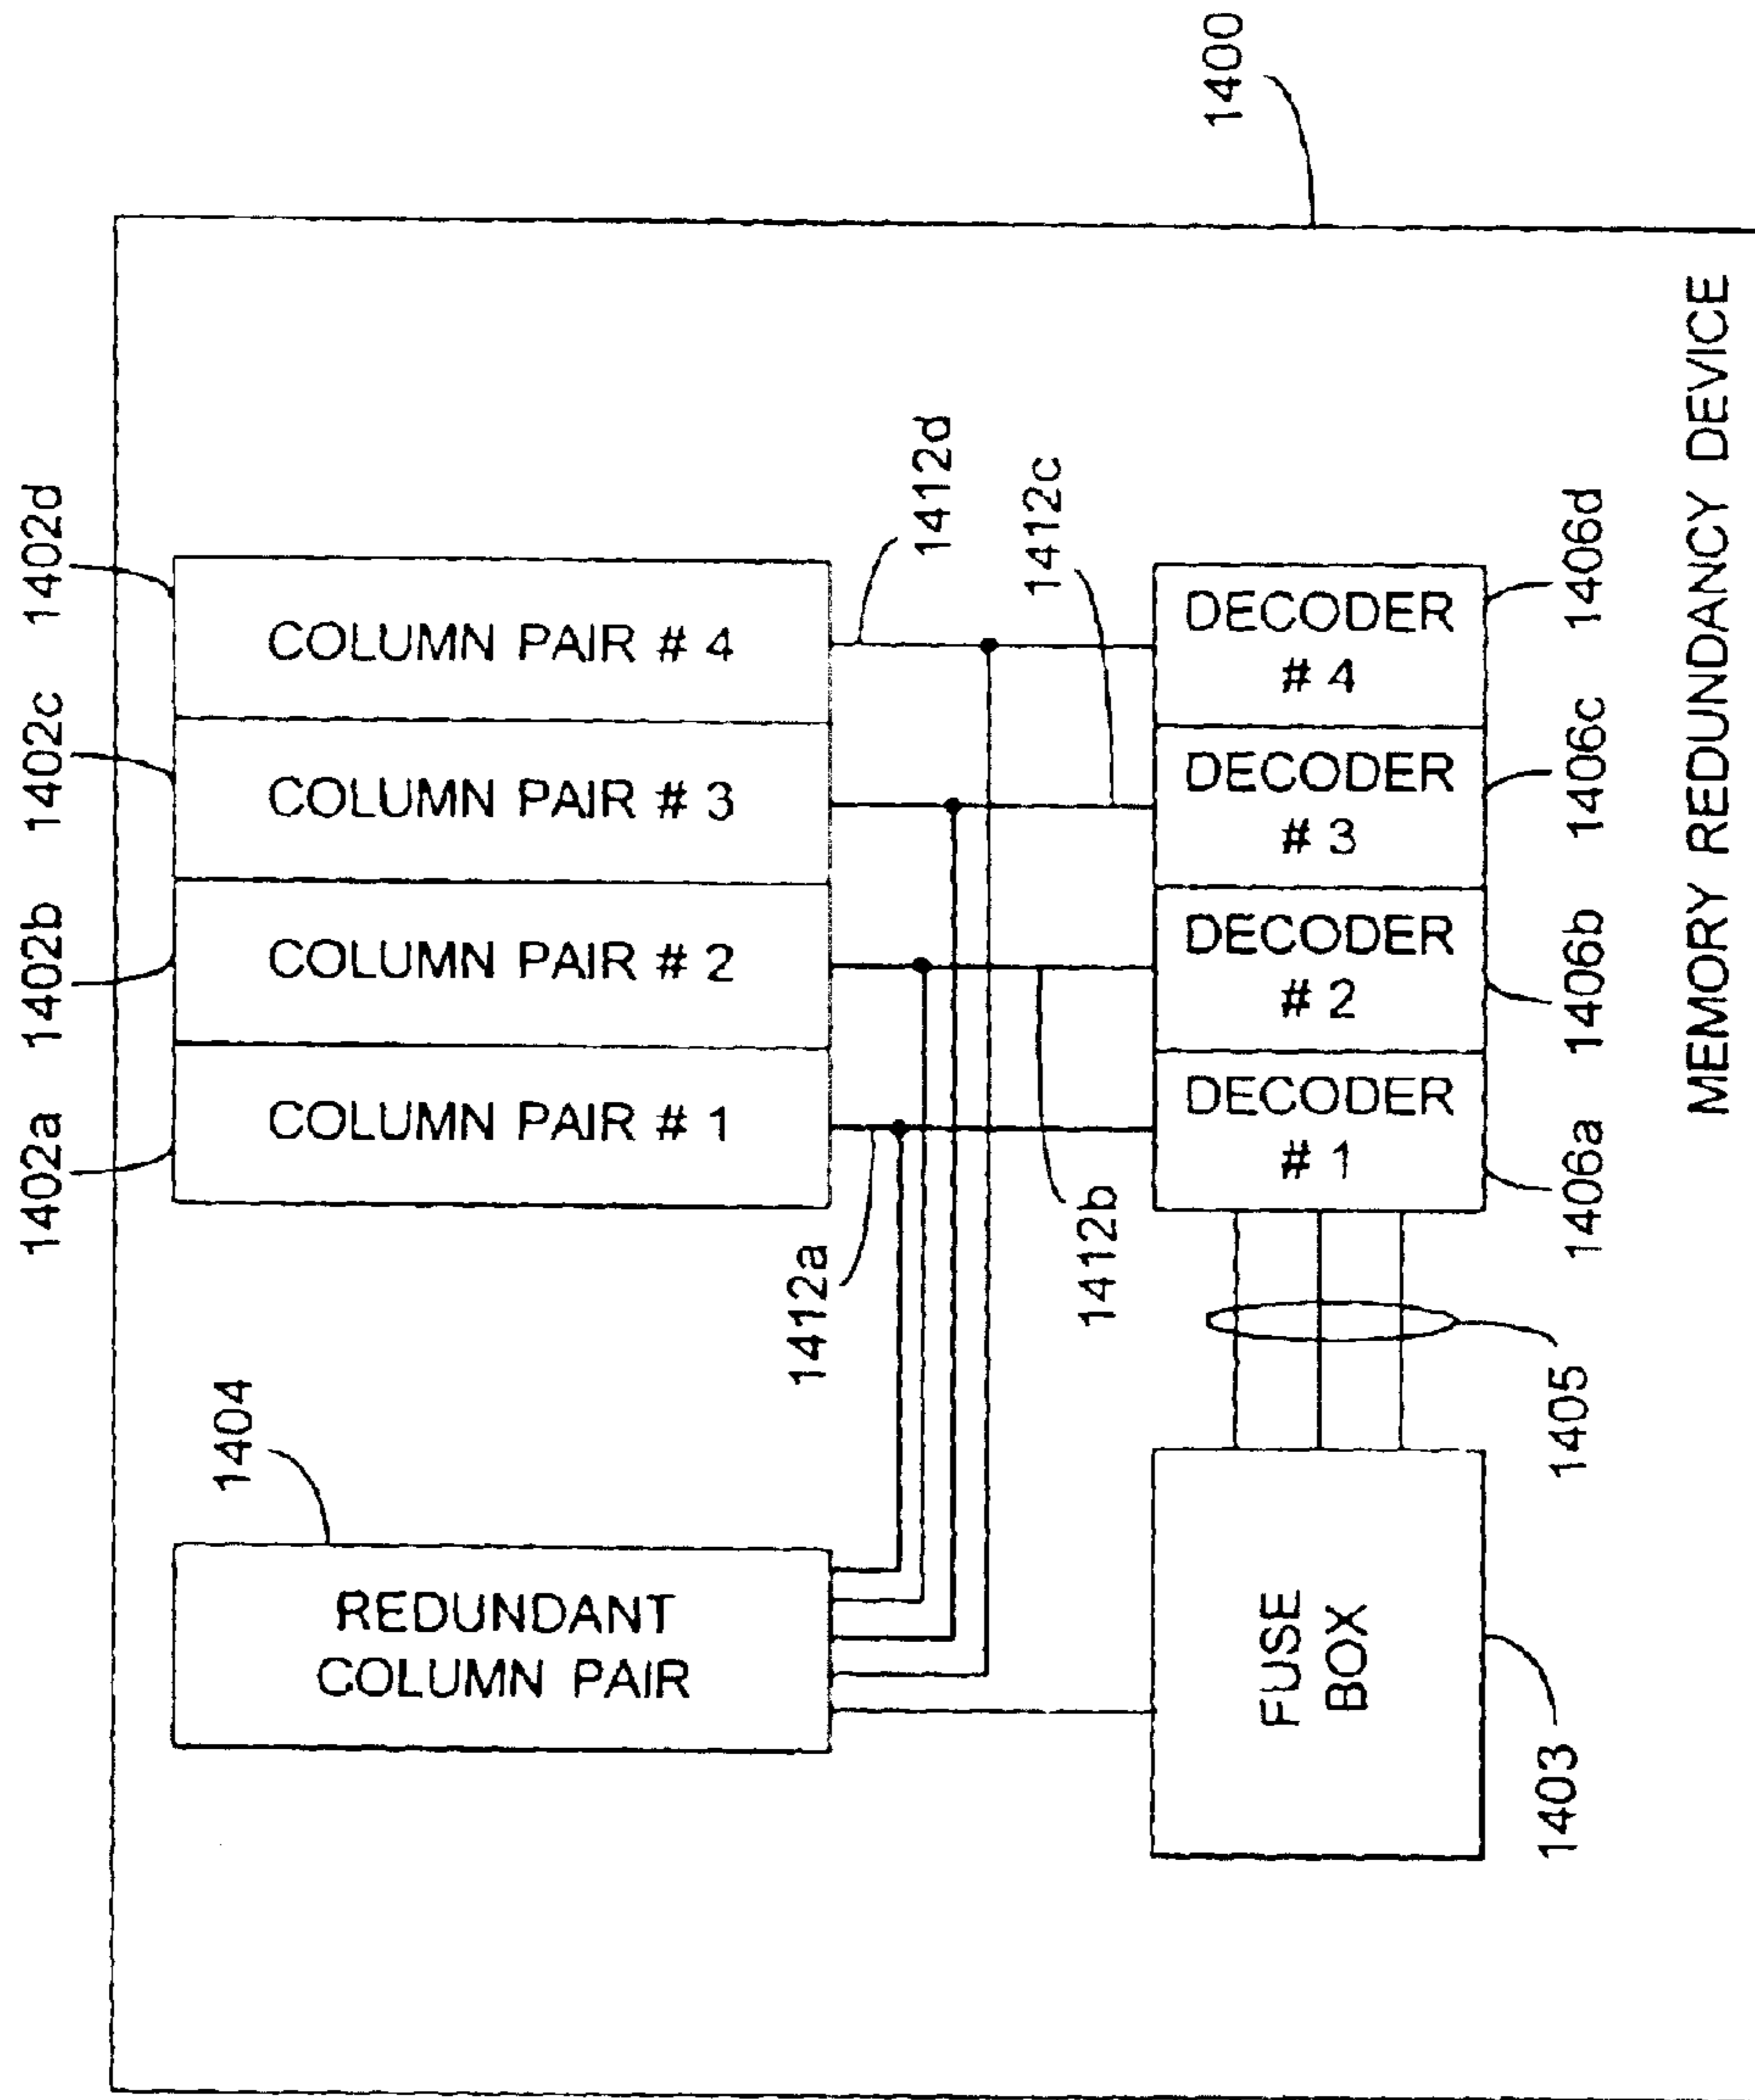 1402a
1402b
1402c
1402d
1404
COLUMN PAIR # 1
COLUMN PAIR # 2
COLUMN PAIR # 3
COLUMN PAIR # 4
REDUNDANT
COLUMN PAIR
1412a
1412b
1412c
1412d
FUSE
BOX
DECODER
# 1
DECODER
# 2
DECODER
# 3
DECODER
# 4
1403
1405
1406a
1406b
1406c
1406d
MEMORY REDUNDANCY DEVICE
1400